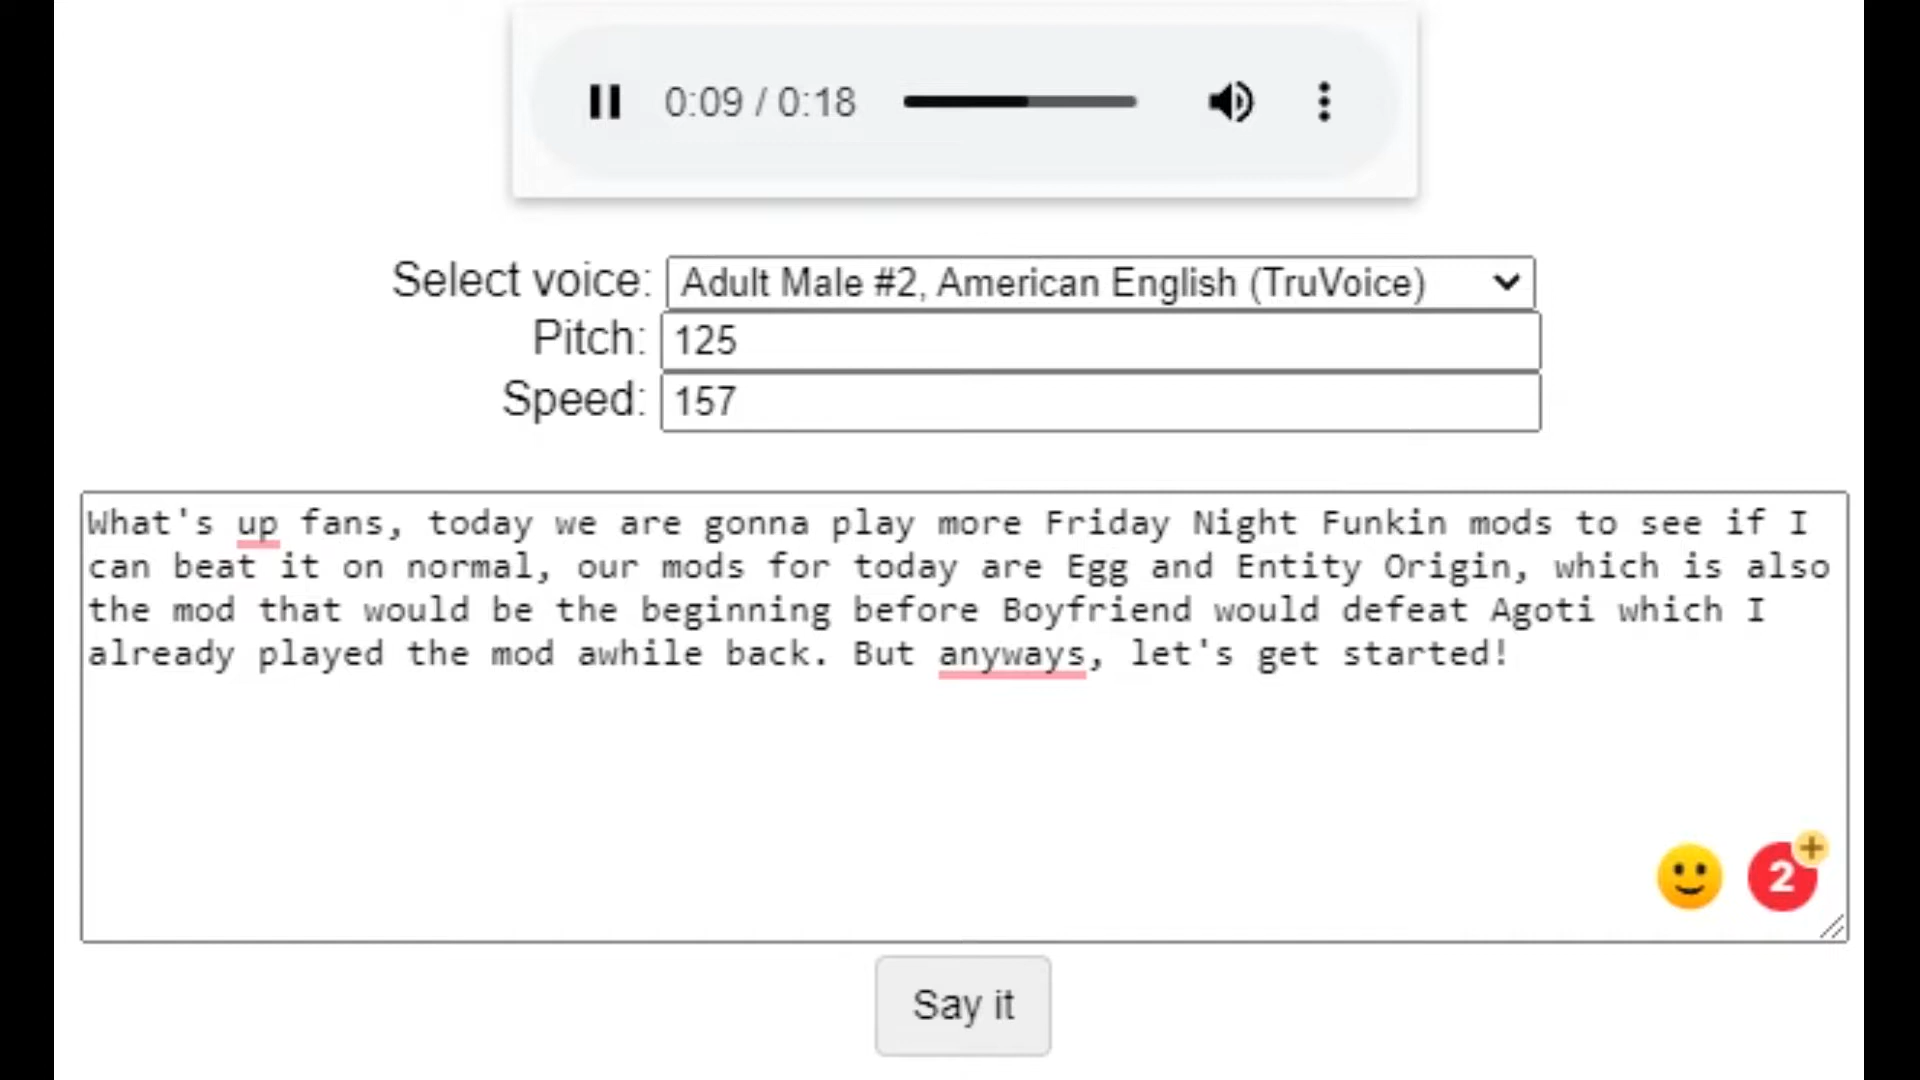 0:09 / 0:18
Select voice: Adult Male #2, American English (TruVoice)
Pitch: 125
Speed: 157
What's up fans, today we are gonna play more Friday Night Funkin mods to see if I
can beat it on normal, our mods for today are Egg and Entity Origin, which is also
the mod that would be the beginning before Boyfriend would defeat Agoti which I
already played the mod awhile back. But anyways, let's get started!
2
Say it